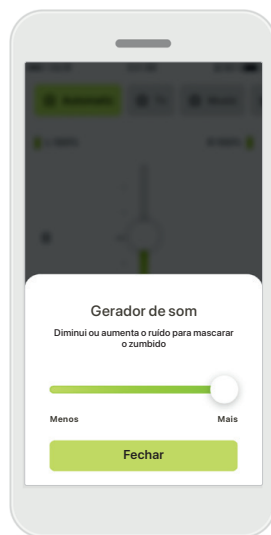 Gerador de som
Diminui ou aumenta o ruído para mascarar
o zumbido
Menos Mais
Fechar